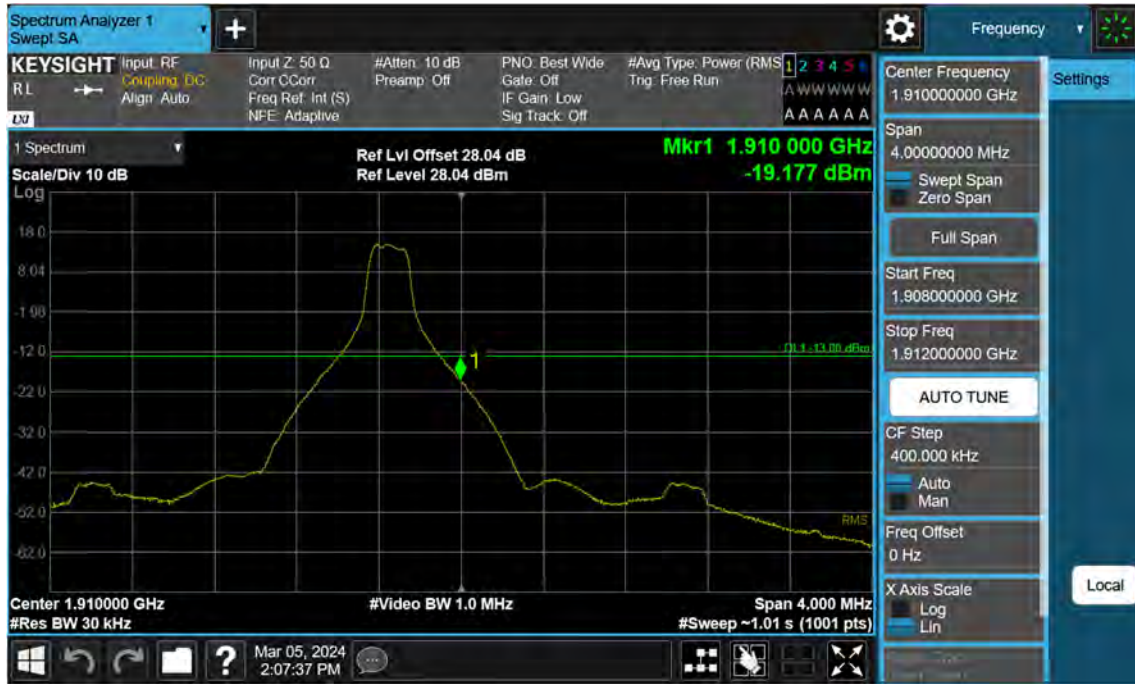 Spectrum Analyzer 1
Swept SA
+
Frequency
KEYSIGHT
Input: RF
Input Z: 50 Ω
#Atten: 10 dB
PNO: Best Wide
#Avg Type: Power (RMS
1 2 3 4 5 6
RL
Coupling: DC
Corr CCorr
Preamp: Off
Gate: Off
Trig: Free Run
A W W W W W
Align: Auto
Freq Ref: Int (S)
IF Gain: Low
LXI
NFE: Adaptive
Sig Track: Off
A A A A A A
Center Frequency
1.910000000 GHz
Settings
1 Spectrum
Ref Lvl Offset 28.04 dB
Mkr1 1.910 000 GHz
Scale/Div 10 dB
Ref Level 28.04 dBm
-19.177 dBm
Log
18.0
8.04
-1.96
-12.0
DL1 -13.00 dBm
1
-22.0
-32.0
-42.0
-52.0
RMS
-62.0
Center 1.910000 GHz
#Video BW 1.0 MHz
Span 4.000 MHz
#Res BW 30 kHz
#Sweep ~1.01 s (1001 pts)
Span
4.00000000 MHz
Swept Span
Zero Span
Full Span
Start Freq
1.908000000 GHz
Stop Freq
1.912000000 GHz
AUTO TUNE
CF Step
400.000 kHz
Auto
Man
Freq Offset
0 Hz
X Axis Scale
Log
Lin
Local
?
Mar 05, 2024
2:07:37 PM